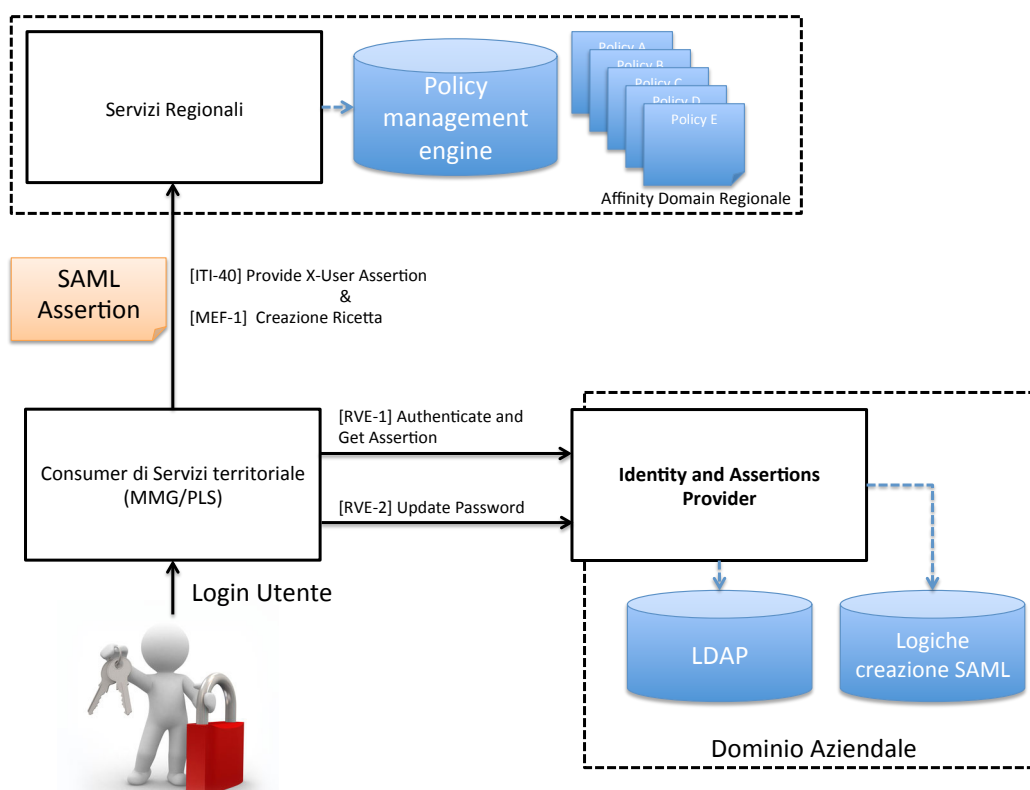 Servizi Regionali
Policy
management
engine
Policy A
Policy B
Policy C
Policy D
Policy E
Affinity Domain Regionale
SAML
Assertion
[ITI-40] Provide X-User Assertion
&
[MEF-1] Creazione Ricetta
Consumer di Servizi territoriale
(MMG/PLS)
[RVE-1] Authenticate and
Get Assertion
[RVE-2] Update Password
Identity and Assertions
Provider
Login Utente
LDAP
Logiche
creazione SAML
Dominio Aziendale